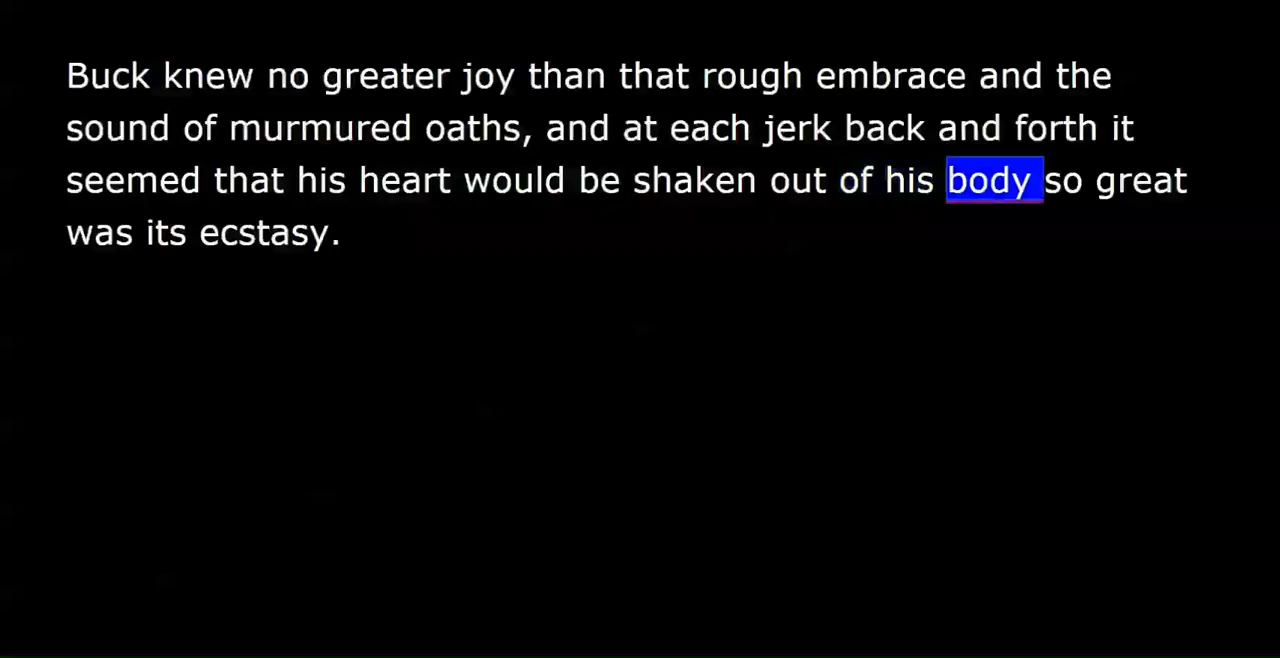 Buck knew no greater joy than that rough embrace and the
sound of murmured oaths, and at each jerk back and forth it
seemed that his heart would be shaken out of his body so great
was its ecstasy.